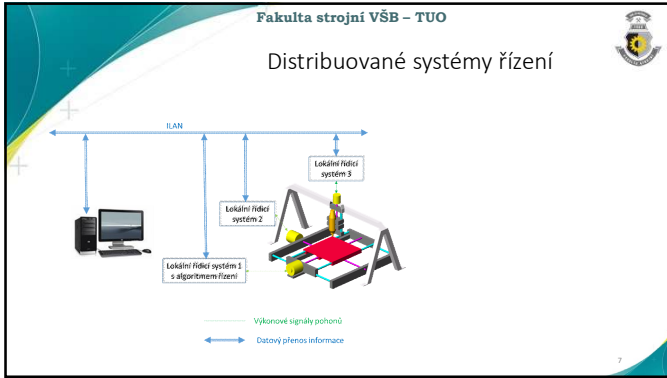 Fakulta strojní VŠB – TUO
Distribuované systémy řízení
ILAN
Lokální řídicí
systém 3
Lokální řídicí
systém 2
Lokální řídicí systém 1
s algoritmem řízení
Výkonové signály pohonů
Datový přenos informace
7